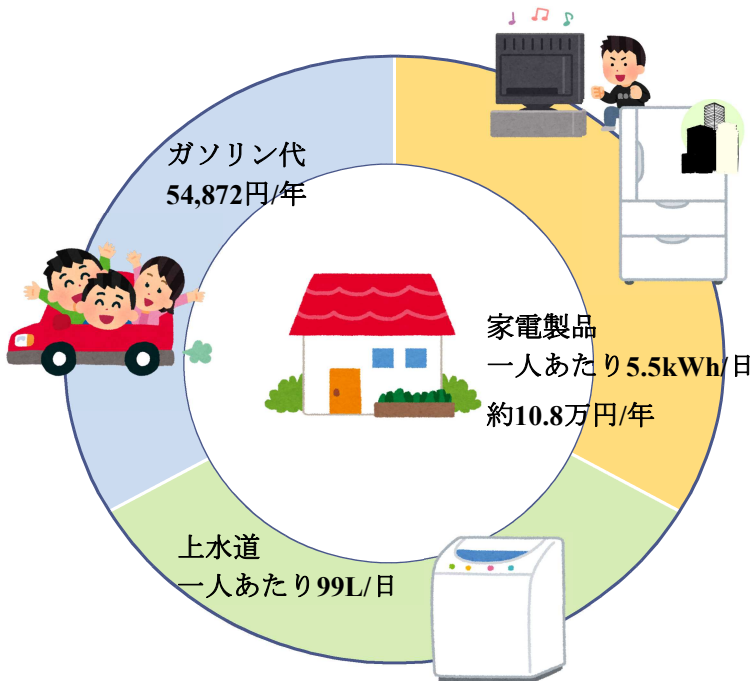 ガソリン代
54,872円/年
家電製品
一人あたり5.5kWh/日
約10.8万円/年
上水道
一人あたり99L/日